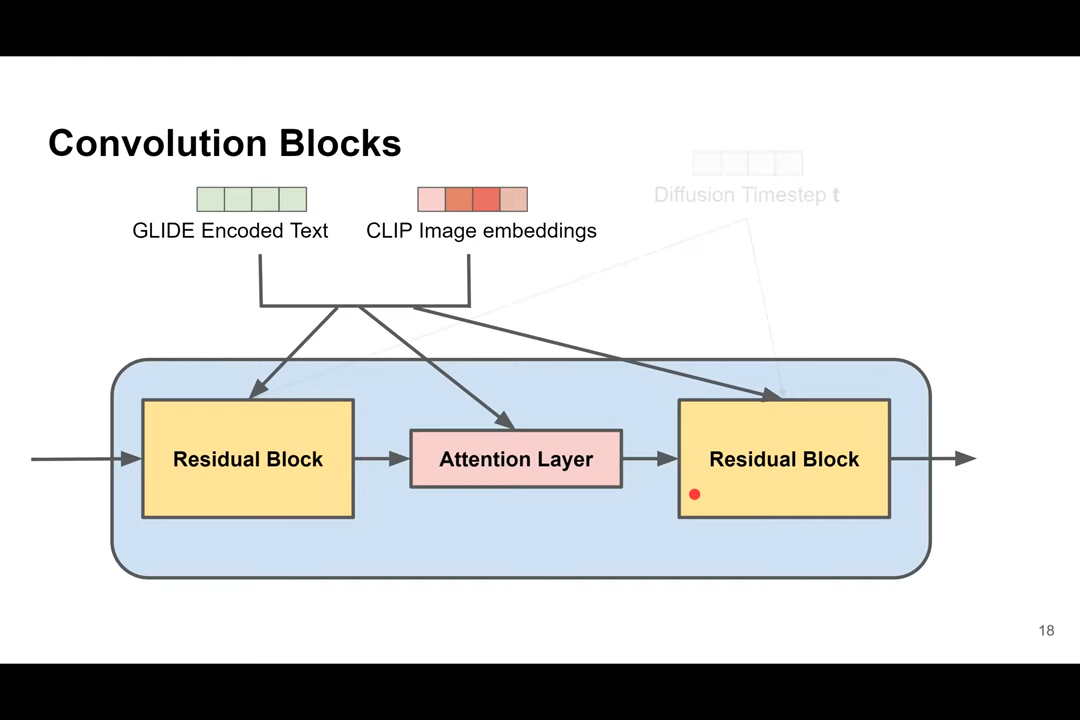 Convolution Blocks
GLIDE Encoded Text
CLIP Image embeddings
Diffusion Timestep t
Residual Block
Attention Layer
Residual Block
18